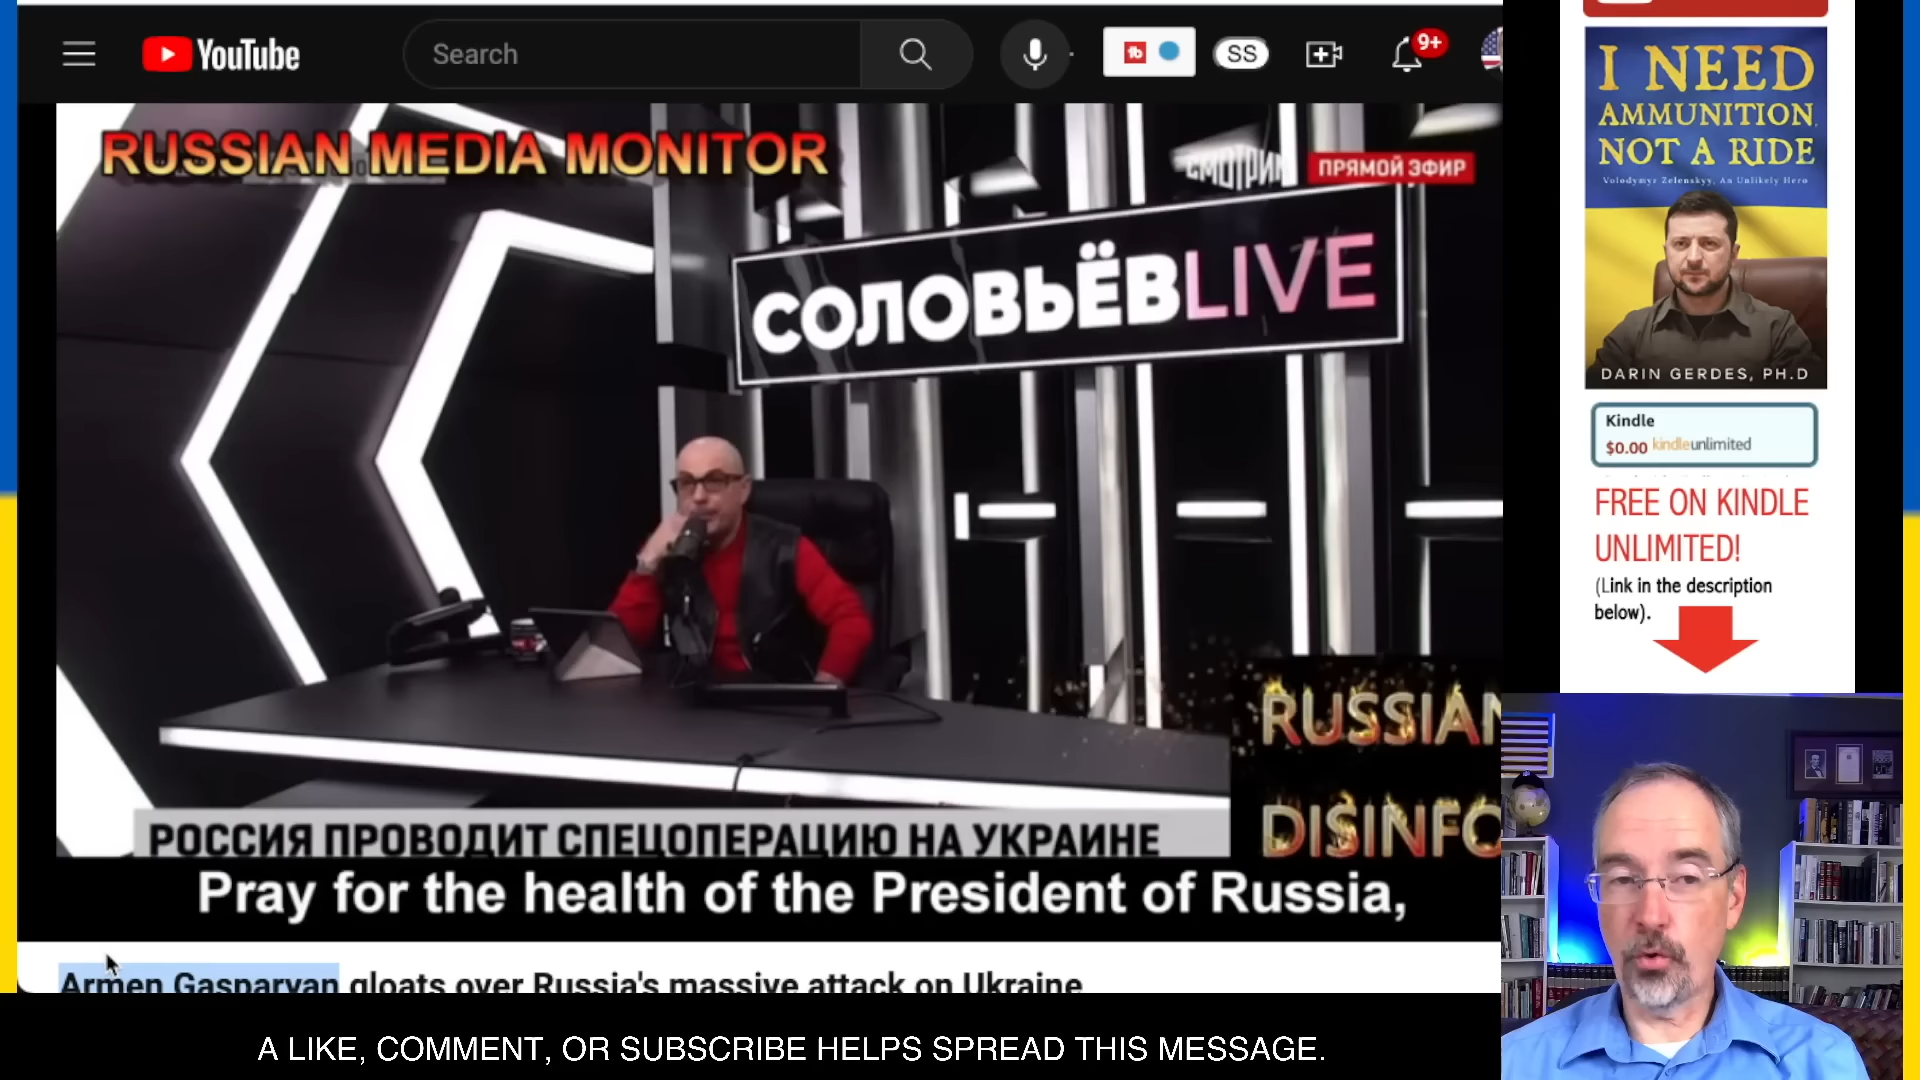 YouTube
Search
SS
9+
RUSSIAN MEDIA MONITOR
СМОТРИМ
ПРЯМОЙ ЭФИР
СОЛОВЬЁВLIVE
RUSSIAN
DISINFO
РОССИЯ ПРОВОДИТ СПЕЦОПЕРАЦИЮ НА УКРАИНЕ
Pray for the health of the President of Russia,
Armen Gasparyan gloats over Russia's massive attack on Ukraine
A LIKE, COMMENT, OR SUBSCRIBE HELPS SPREAD THIS MESSAGE.
I NEED
AMMUNITION,
NOT A RIDE
Volodymyr Zelenskyy, An Unlikely Hero
DARIN GERDES, PH.D
Kindle
$0.00 kindleunlimited
FREE ON KINDLE
UNLIMITED!
(Link in the description
below).